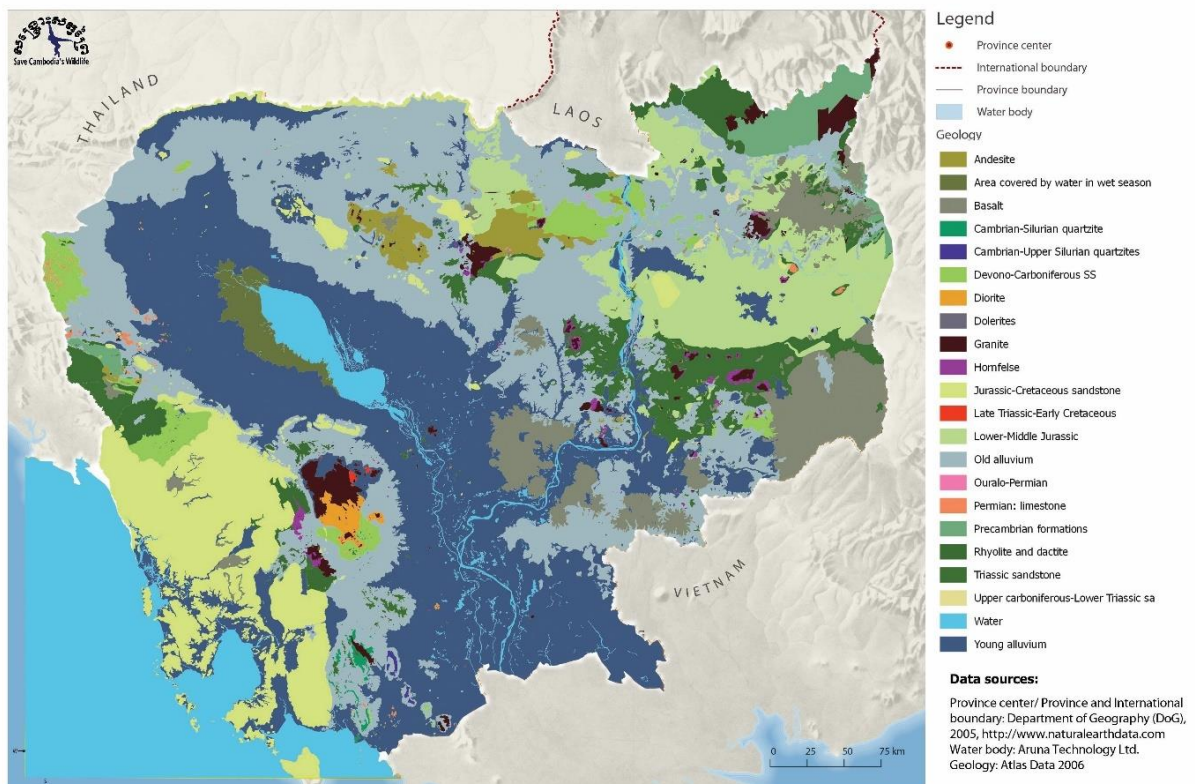 Save Cambodia's Wildlife
THAILAND
LAOS
VIETNAM
0 25 50 75 km
Legend
Province center
International boundary
Province boundary
Water body
Geology
Andesite
Area covered by water in wet season
Basalt
Cambrian-Silurian quartzite
Cambrian-Upper Silurian quartzites
Devono-Carboniferous SS
Diorite
Dolerites
Granite
Hornfelse
Jurassic-Cretaceous sandstone
Late Triassic-Early Cretaceous
Lower-Middle Jurassic
Old alluvium
Ouralo-Permian
Permian: limestone
Precambrian formations
Rhyolite and dactite
Triassic sandstone
Upper carboniferous-Lower Triassic sa
Water
Young alluvium
Data sources:
Province center/ Province and International
boundary: Department of Geography (DoG),
2005, http://www.naturalearthdata.com
Water body: Aruna Technology Ltd.
Geology: Atlas Data 2006